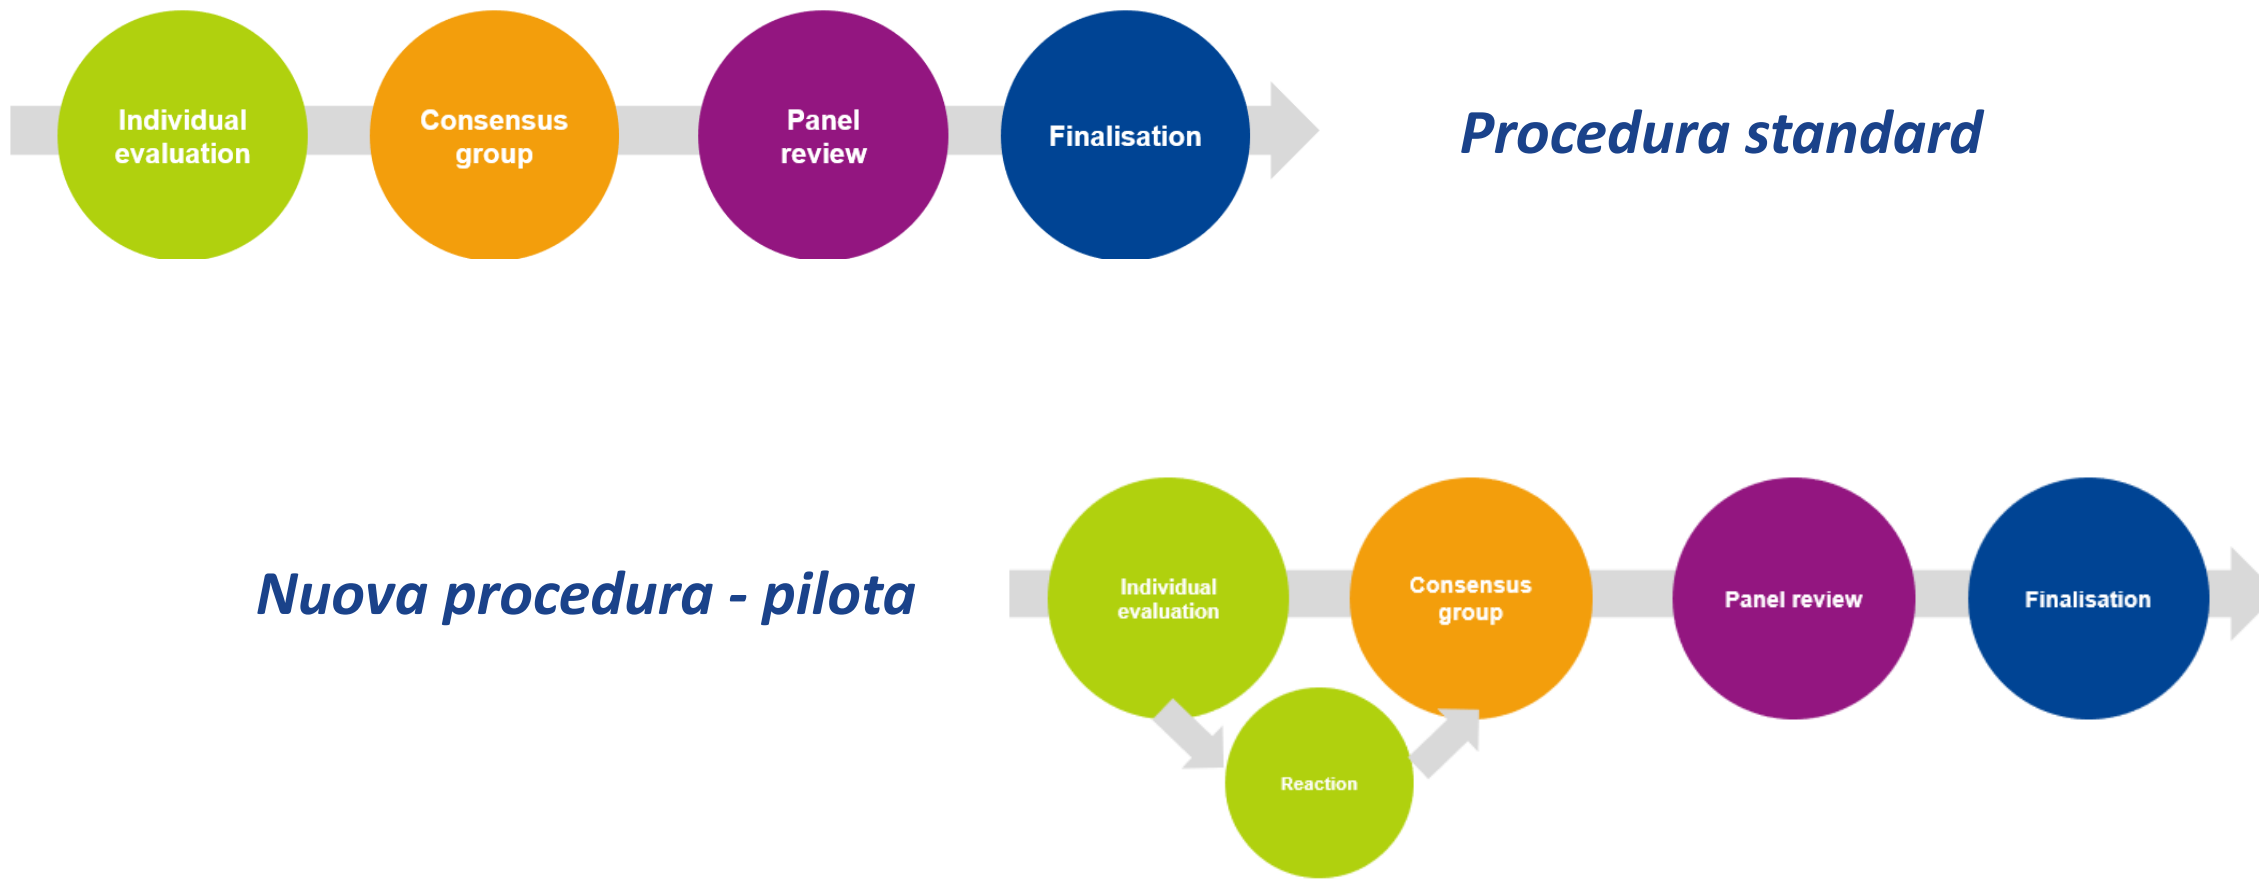 Individual
evaluation
Consensus
group
Panel
review
Finalisation
Procedura standard
Nuova procedura - pilota
Individual
evaluation
Consensus
group
Panel review
Finalisation
Reaction